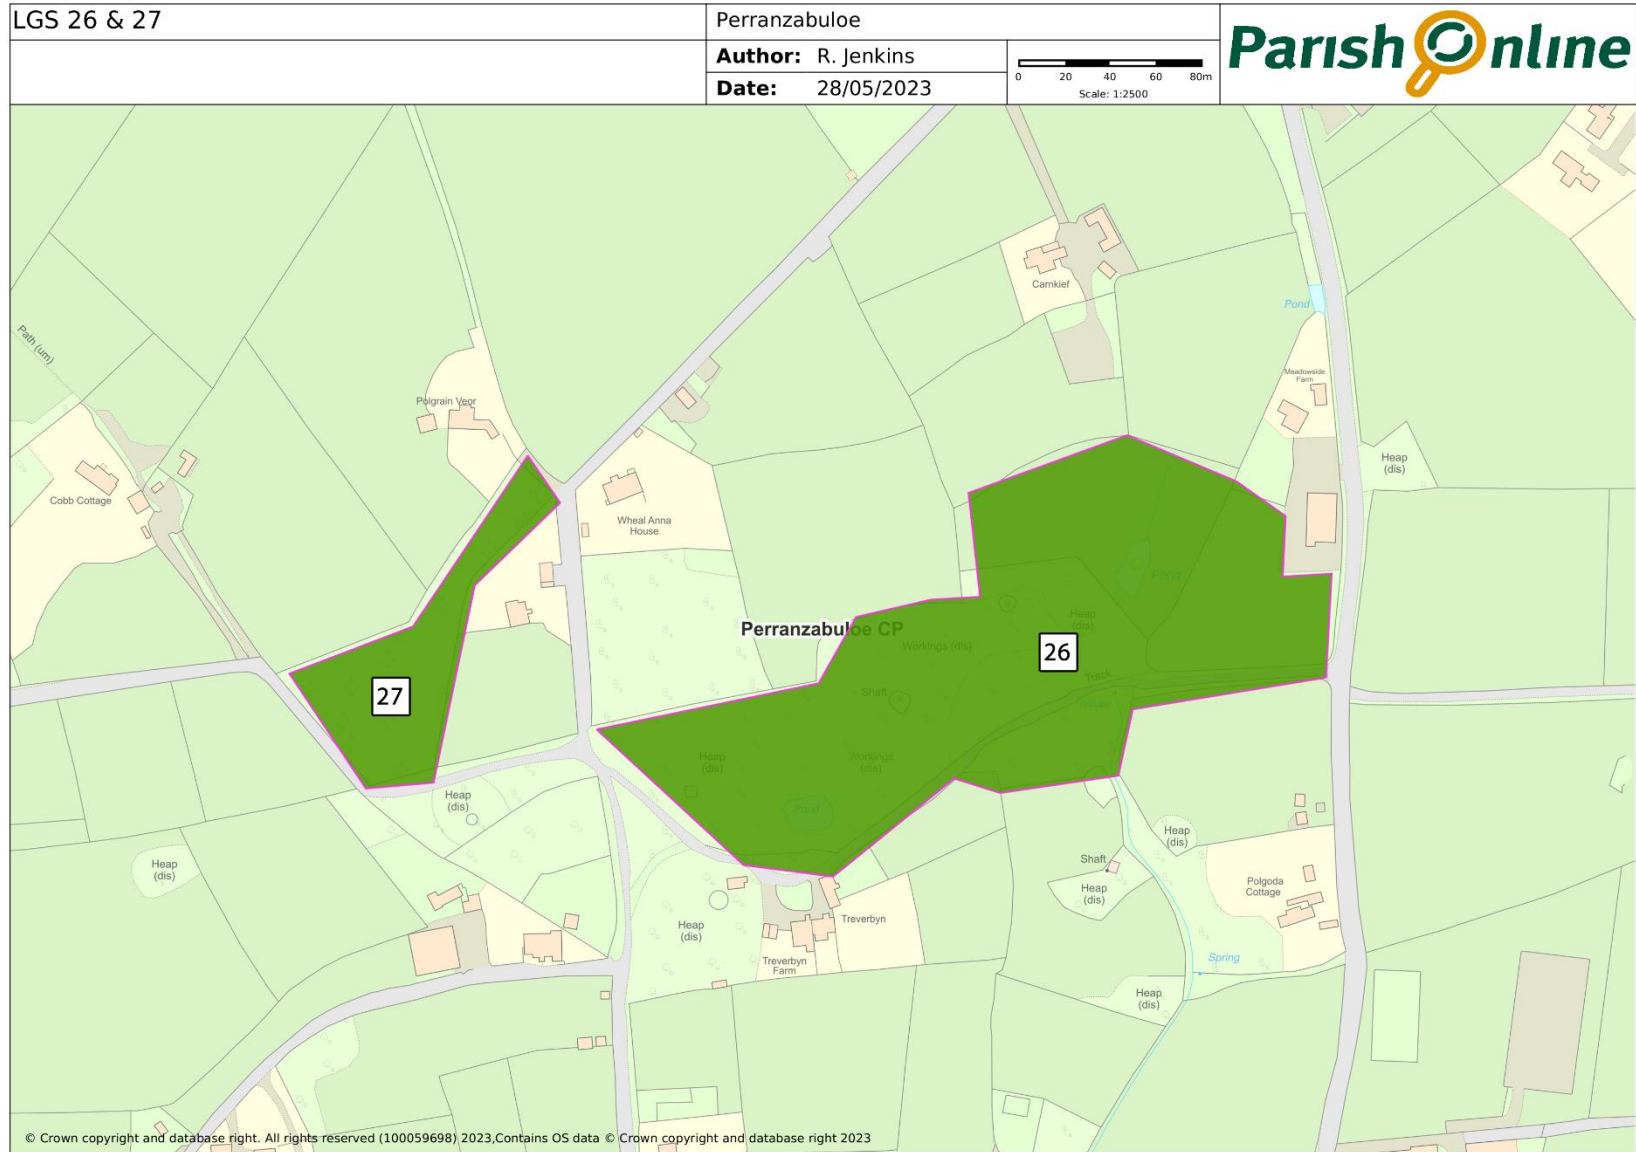 LGS 26 & 27
Perranzabuloe
Author: R. Jenkins
Date: 28/05/2023
0 20 40 60 80m
Scale: 1:2500
Parish Online
Path (um)
Carnkief
Pond
Meadowside
Farm
Polgrain Veor
Cobb Cottage
Wheal Anna
House
Heap
(dis)
Pond
Heap
(dis)
Perranzabuloe CP
Workings (dis)
26
27
Shaft
Track
Heap
(dis)
Workings
(dis)
Pond
Heap
(dis)
Heap
(dis)
Heap
(dis)
Shaft
Heap
(dis)
Polgoda
Cottage
Heap
(dis)
Treverbyn
Treverbyn
Farm
Spring
Heap
(dis)
© Crown copyright and database right. All rights reserved (100059698) 2023,Contains OS data © Crown copyright and database right 2023